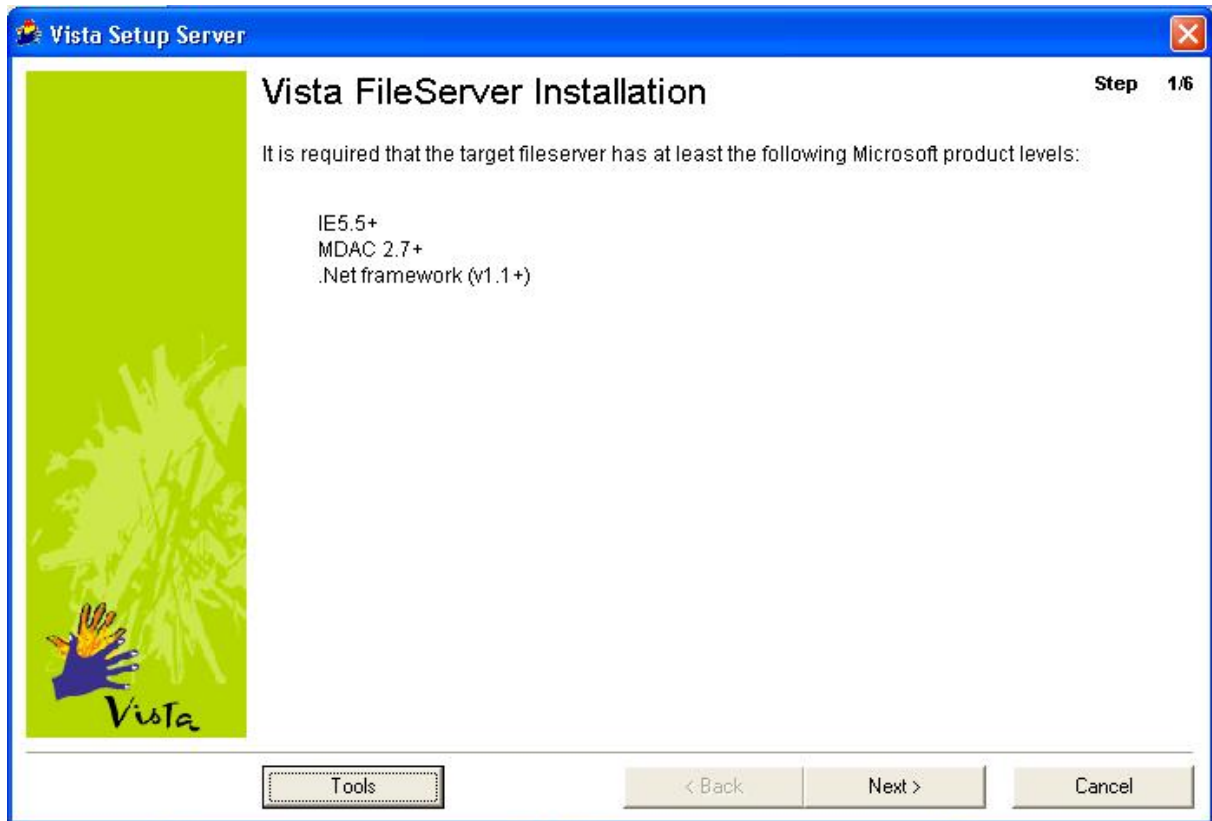 Vista Setup Server
Vista FileServer Installation
Step 1/6
It is required that the target fileserver has at least the following Microsoft product levels:
IE5.5+
MDAC 2.7+
.Net framework (v1.1+)
Vista
Tools
< Back
Next >
Cancel